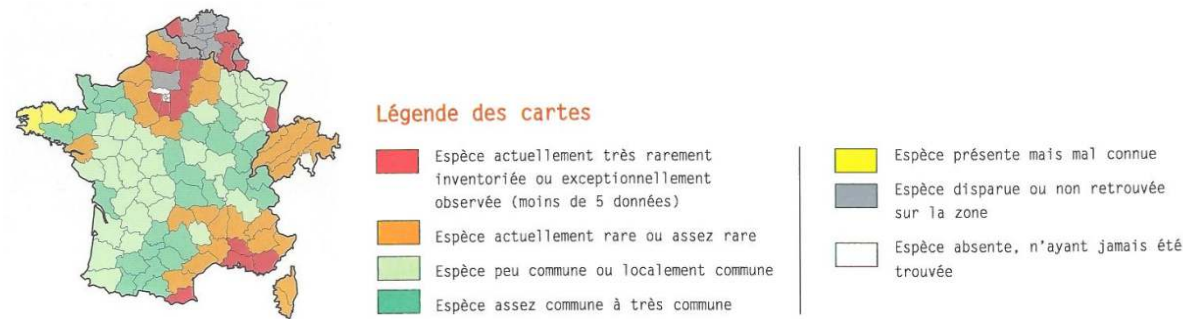 Légende des cartes
Espèce actuellement très rarement
inventoriée ou exceptionnellement
observée (moins de 5 données)
Espèce actuellement rare ou assez rare
Espèce peu commune ou localement commune
Espèce assez commune à très commune
Espèce présente mais mal connue
Espèce disparue ou non retrouvée
sur la zone
Espèce absente, n'ayant jamais été
trouvée